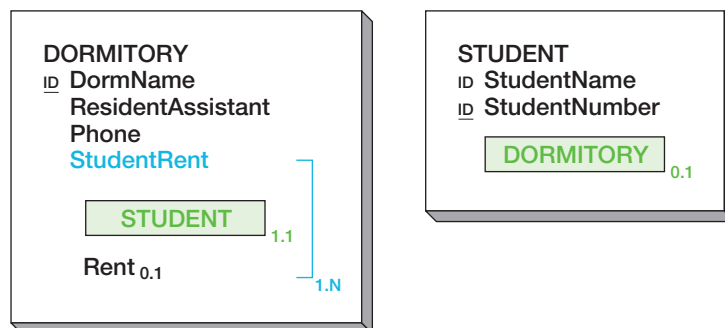 DORMITORY
ID DormName
ResidentAssistant
Phone
StudentRent
STUDENT 1.1
Rent 0.1
1.N
STUDENT
ID StudentName
ID StudentNumber
DORMITORY 0.1